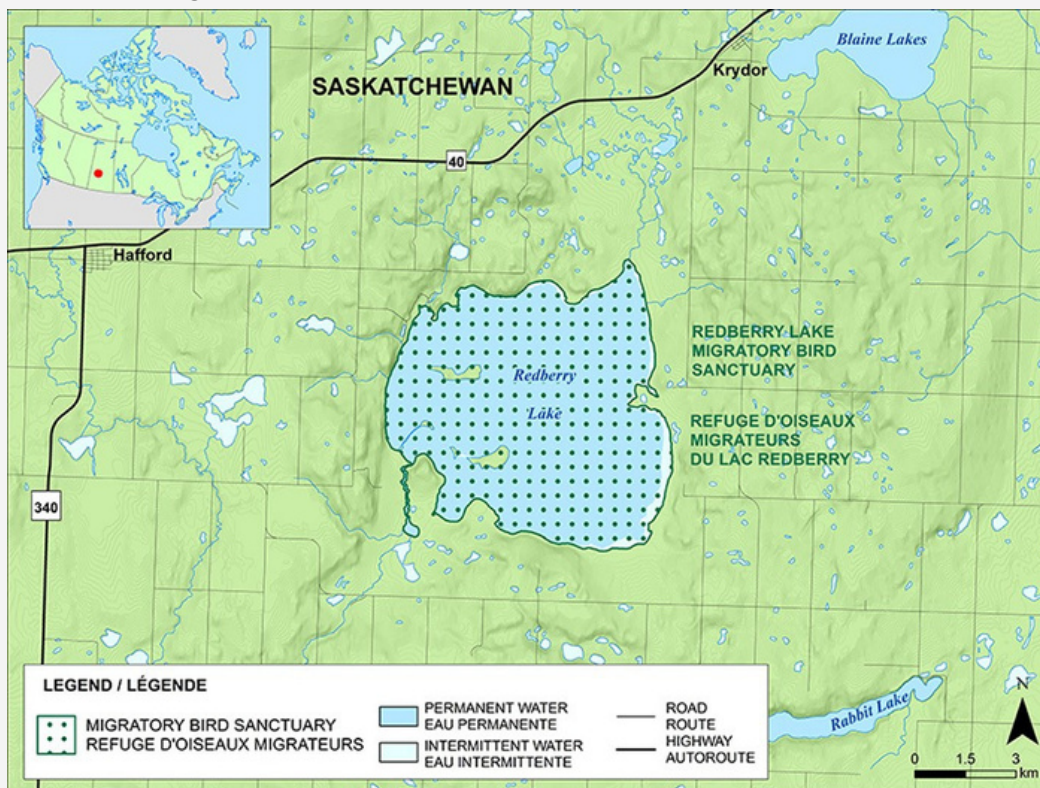 Blaine Lakes
Krydor
SASKATCHEWAN
40
Hafford
REDBERRY LAKE
MIGRATORY BIRD
SANCTUARY
Redberry
Lake
REFUGE D'OISEAUX
MIGRATEURS
DU LAC REDBERRY
340
LEGEND / LÉGENDE
MIGRATORY BIRD SANCTUARY
REFUGE D'OISEAUX MIGRATEURS
PERMANENT WATER
EAU PERMANENTE
INTERMITTENT WATER
EAU INTERMITTENTE
ROAD
ROUTE
HIGHWAY
AUTOROUTE
Rabbit Lake
N
0 1.5 3
km